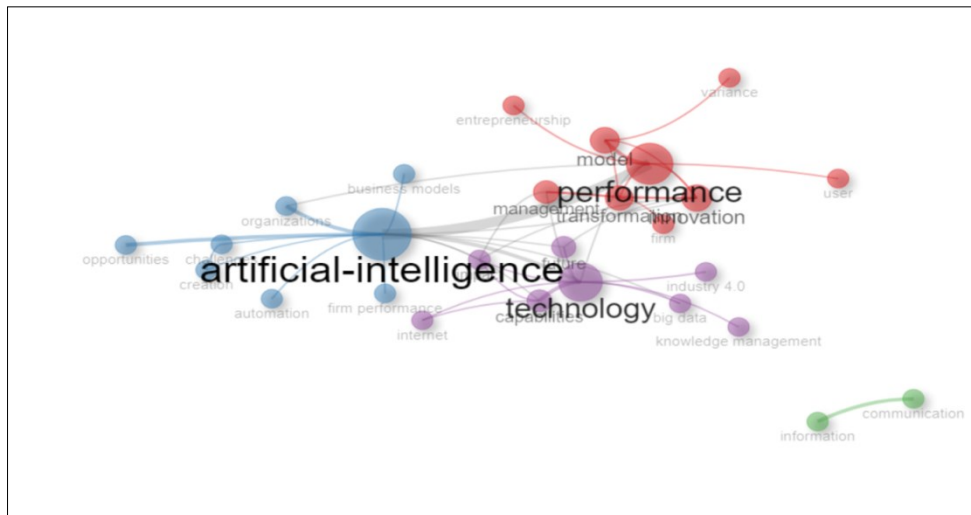 variance
entrepreneurship
model
business models
performance
user
management
transformation
innovation
organizations
firm
opportunities
challenges
future
artificial-intelligence
creation
industry 4.0
technology
firm performance
automation
capabilities
big data
internet
knowledge management
communication
information